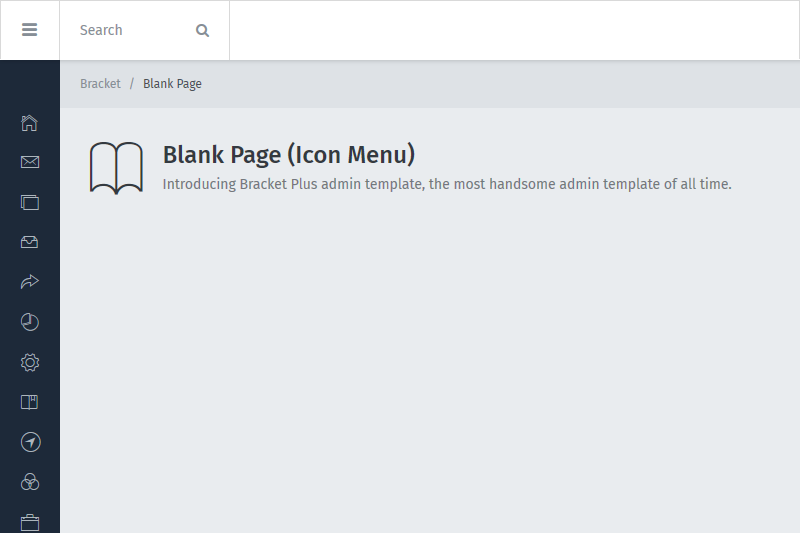 Search
Bracket / Blank Page
Blank Page (Icon Menu)
Introducing Bracket Plus admin template, the most handsome admin template of all time.